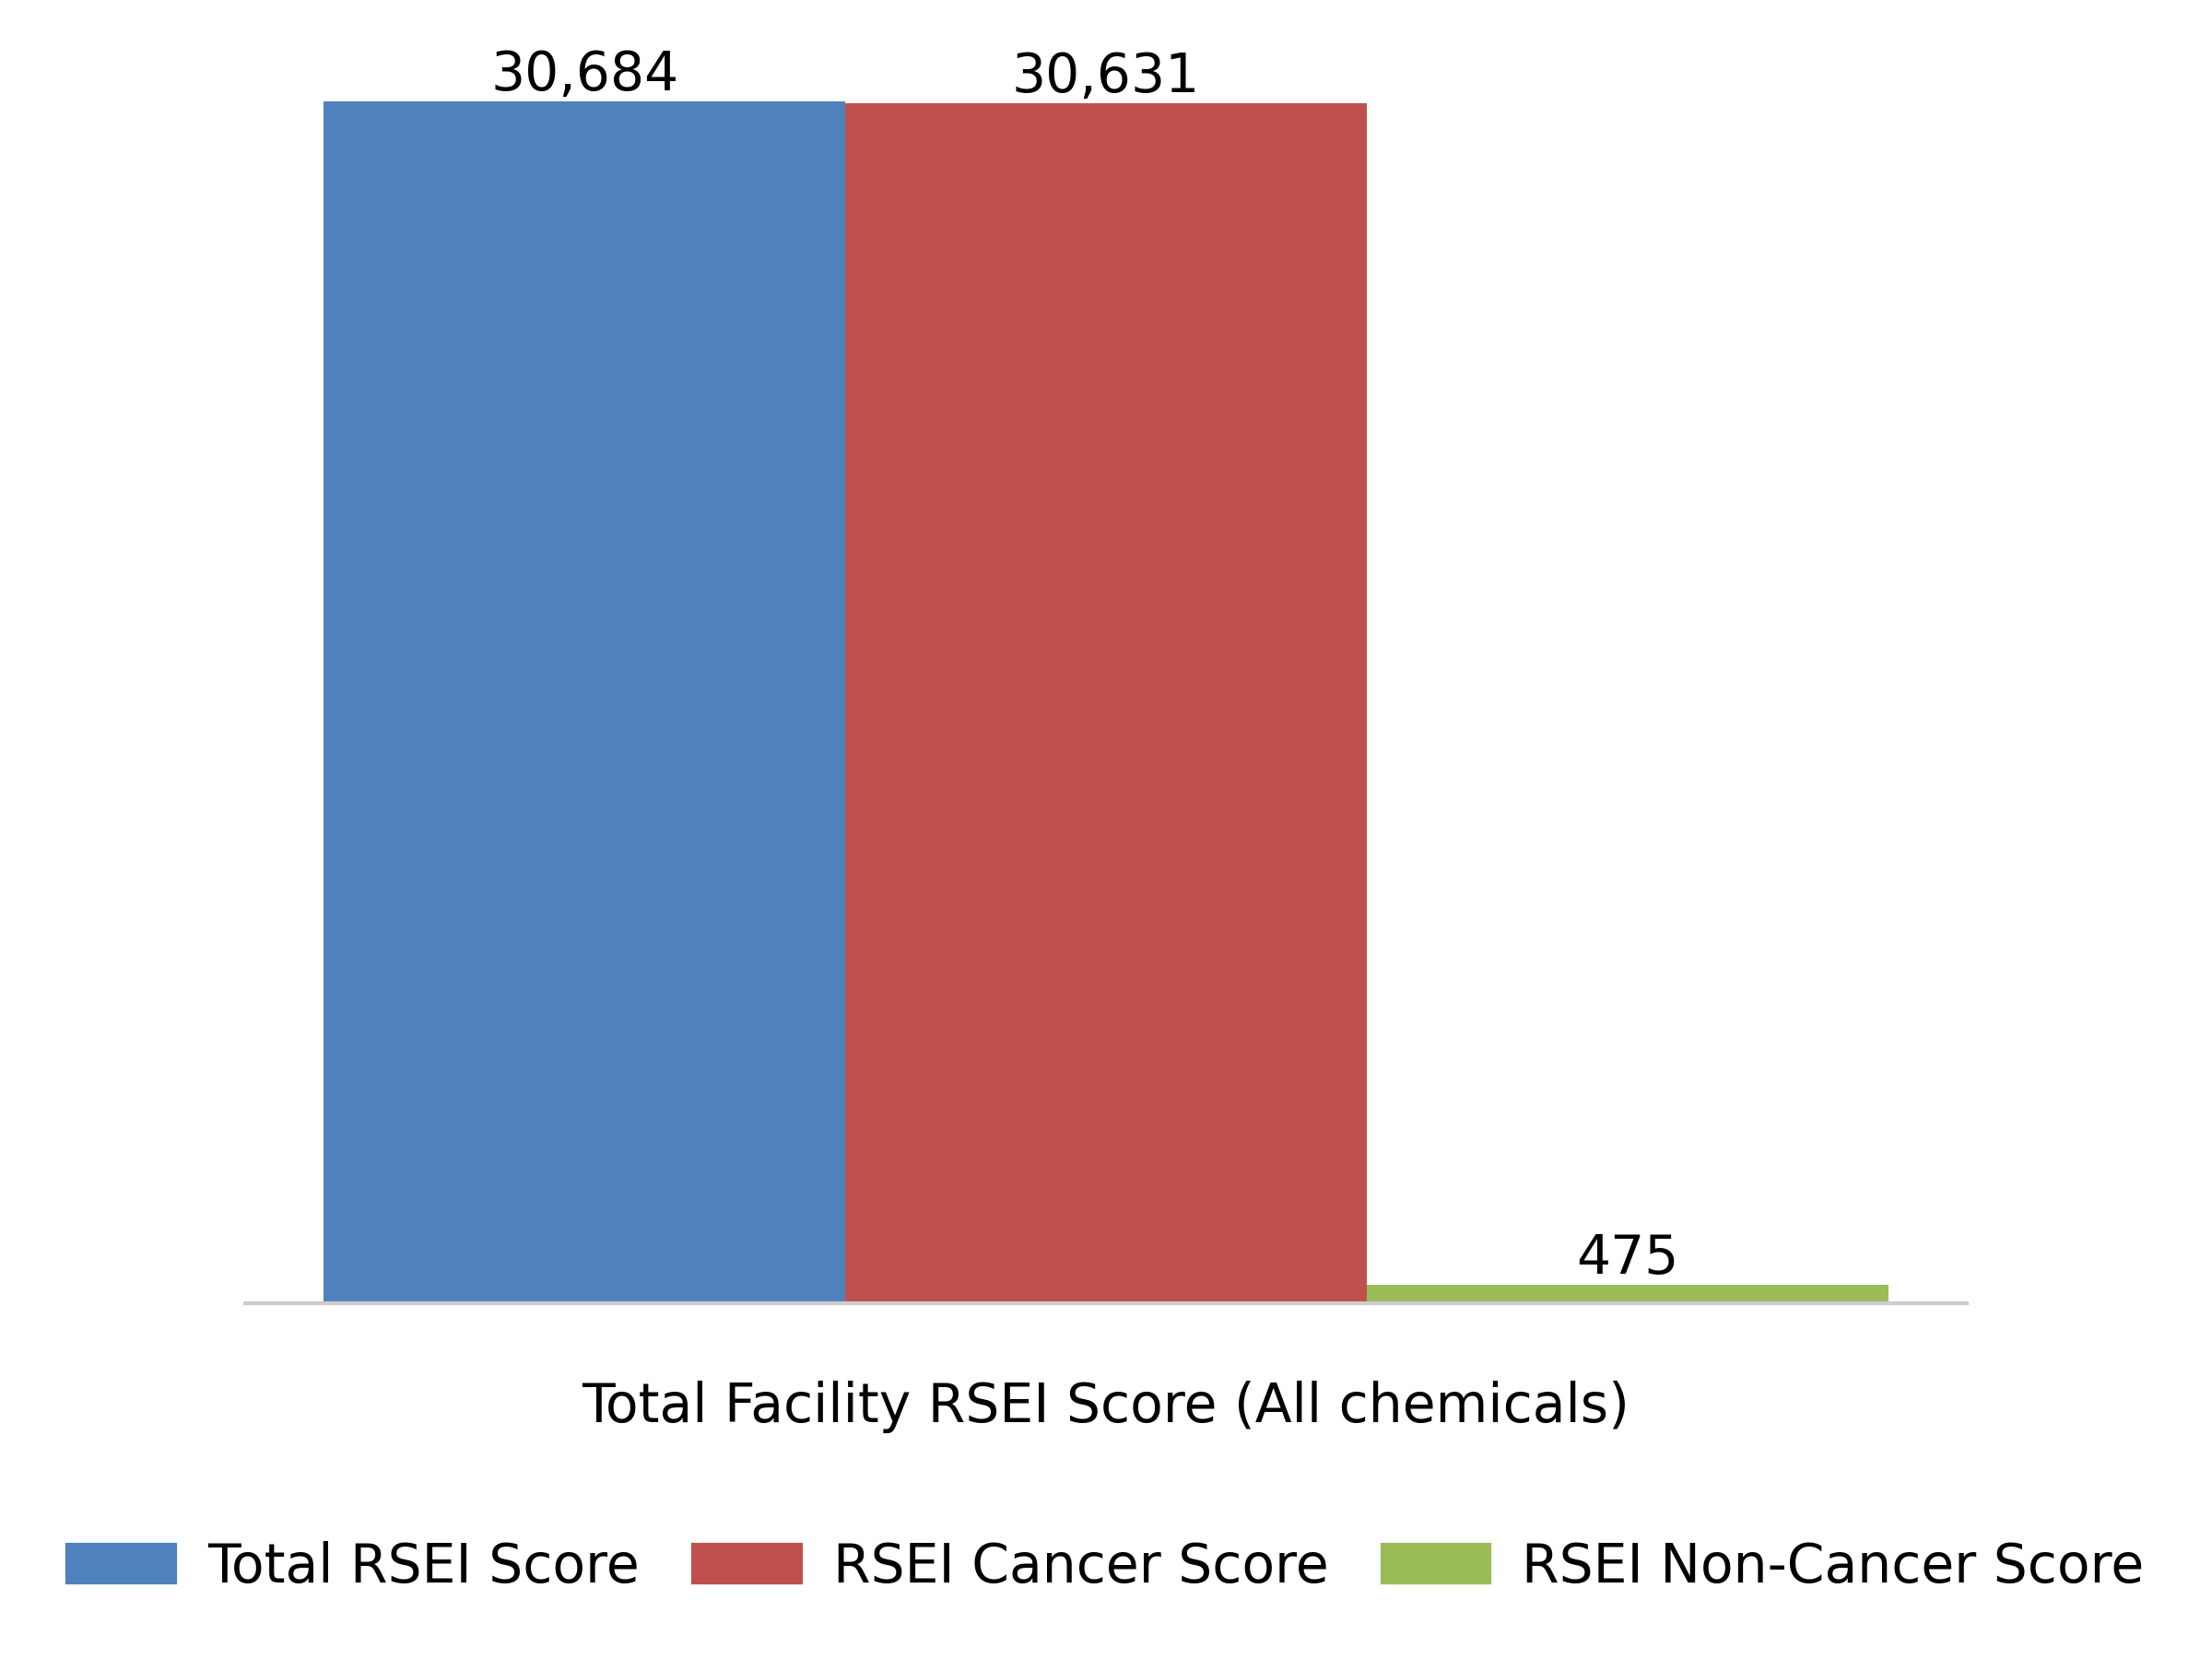 30,684
30,631
475
Total Facility RSEI Score (All chemicals)
Total RSEI Score
RSEI Cancer Score
RSEI Non-Cancer Score